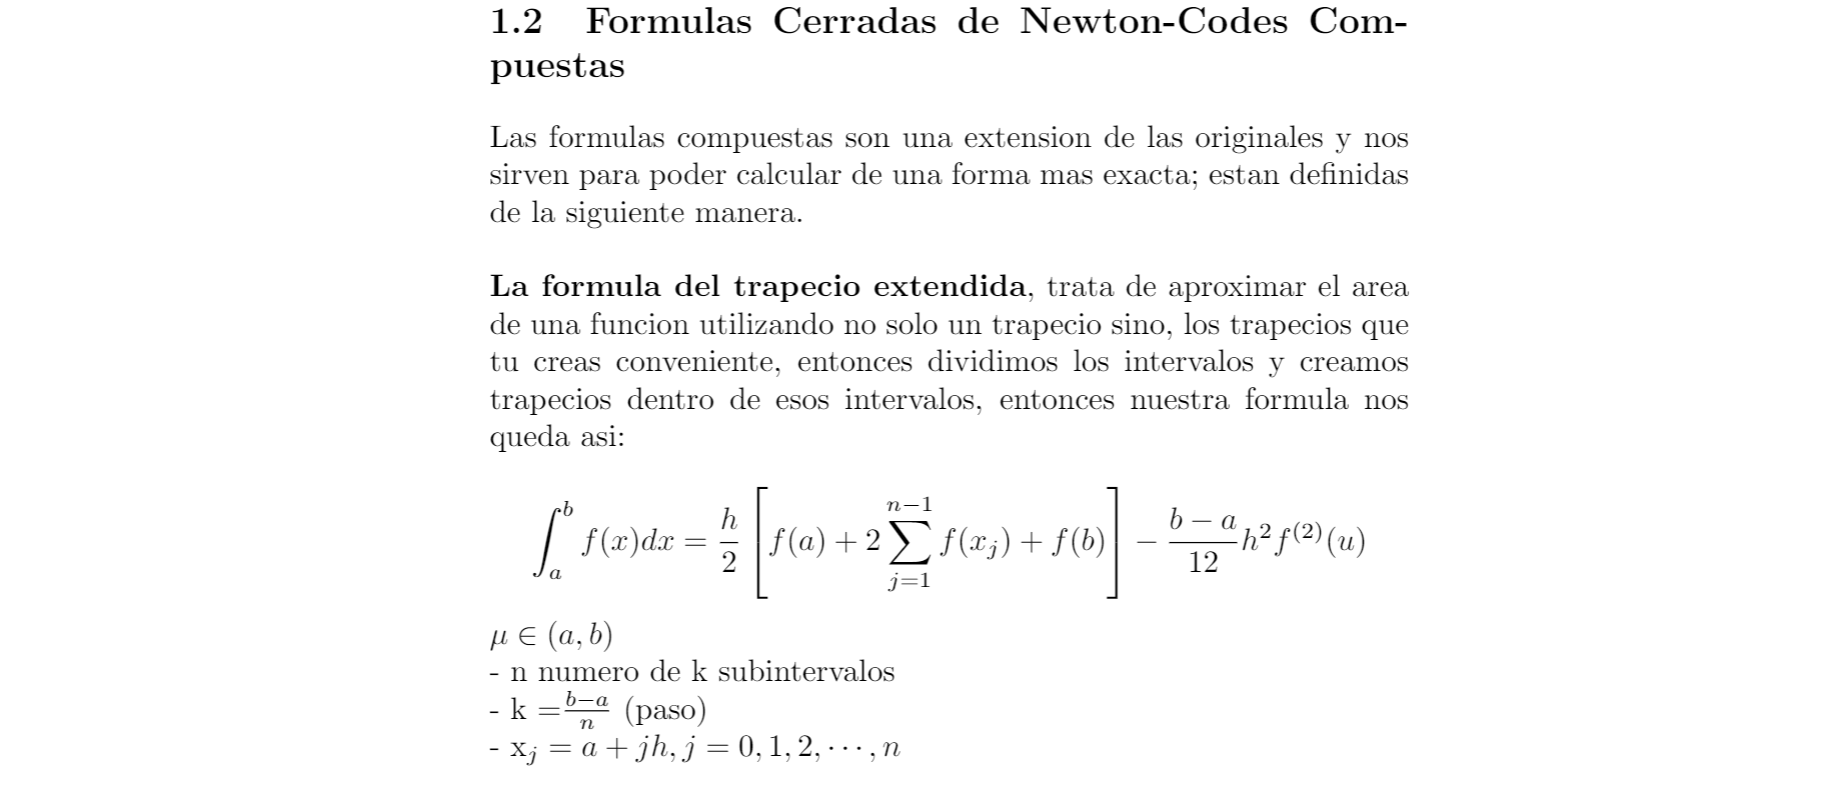 1.2 Formulas Cerradas de Newton-Codes Com-
puestas
Las formulas compuestas son una extension de las originales y nos
sirven para poder calcular de una forma mas exacta; estan definidas
de la siguiente manera.
La formula del trapecio extendida, trata de aproximar el area
de una funcion utilizando no solo un trapecio sino, los trapecios que
tu creas conveniente, entonces dividimos los intervalos y creamos
trapecios dentro de esos intervalos, entonces nuestra formula nos
queda asi:
\int_a^b f(x)dx = \frac{h}{2} \left[ f(a) + 2 \sum_{j=1}^{n-1} f(x_j) + f(b) \right] - \frac{b-a}{12} h^2 f^{(2)}(u)
μ ∈ (a, b)
- n numero de k subintervalos
- k = \frac{b-a}{n} (paso)
- x_j = a + jh, j = 0, 1, 2, ⋯, n